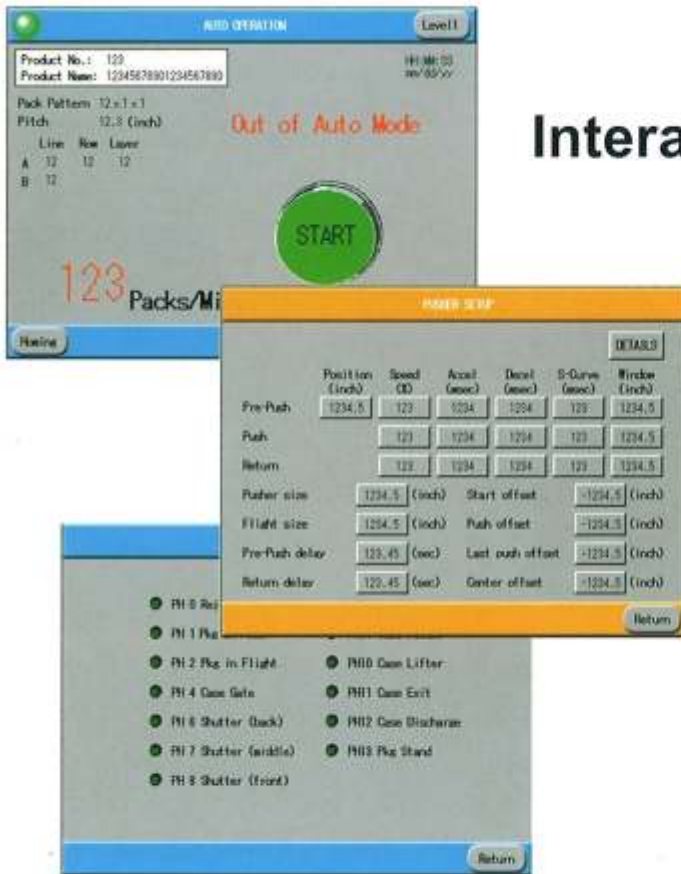 AUTO OPERATION
Level1
Product No.: 123
Product Name: 12345678901234567890
HH:MM:SS
mm/dd/yy
Pack Pattern 12x1x1
Pitch 12.3 (inch)
Out of Auto Mode
Line Row Layer
A 12 12 12
B 12
START
123 Packs/Mi
Homing
Intera
PUSHER SETUP
DETAILS
Position (inch) Speed (%) Accel (msec) Decel (msec) S-Curve (msec) Window (inch)
Pre-Push 1234.5 123 1234 1234 123 1234.5
Push 123 1234 1234 123 1234.5
Return 123 1234 1234 123 1234.5
Pusher size 1234.5 (inch) Start offset -1234.5 (inch)
Flight size 1234.5 (inch) Push offset -1234.5 (inch)
Pre-Push delay 123.45 (sec) Last push offset -1234.5 (inch)
Return delay 123.45 (sec) Center offset -1234.5 (inch)
Return
PH 1 Pkg
PH 2 Pkg in Flight PH10 Case Lifter
PH 4 Case Gate PH11 Case Exit
PH 6 Shutter (back) PH12 Case Discharge
PH 7 Shutter (middle) PH13 Pkg Stand
PH 8 Shutter (front)
Return